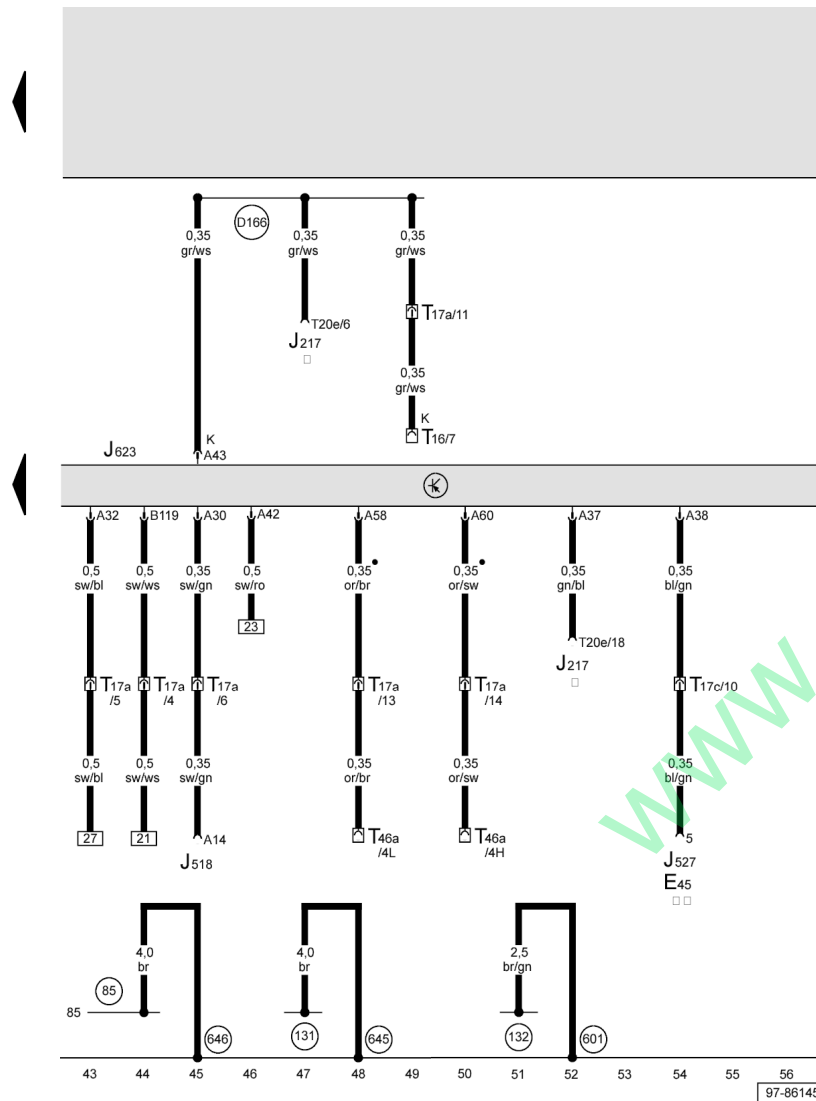 D166
0,35 0,35 0,35
gr/ws gr/ws gr/ws
T17a/11
T20e/6
J217
0,35
gr/ws
K
T16/7
K
J623
A43
A32 B119 A30 A42 A58 A60 A37 A38
0,5 0,5 0,35 0,5 0,35 0,35 0,35 0,35
sw/bl sw/ws sw/gn sw/ro or/br or/sw gn/bl bl/gn
23
T20e/18
J217
T17a T17a T17a T17a T17a T17c/10
/5 /4 /6 /13 /14
0,5 0,5 0,35 0,35 0,35 0,35
sw/bl sw/ws sw/gn or/br or/sw bl/gn
27 21 A14 T46a T46a 5
/4L /4H
J518 J527
E45
4,0 4,0 2,5
br br br/gn
85
85
646 131 645 132 601
43 44 45 46 47 48 49 50 51 52 53 54 55 56
97-86145
www